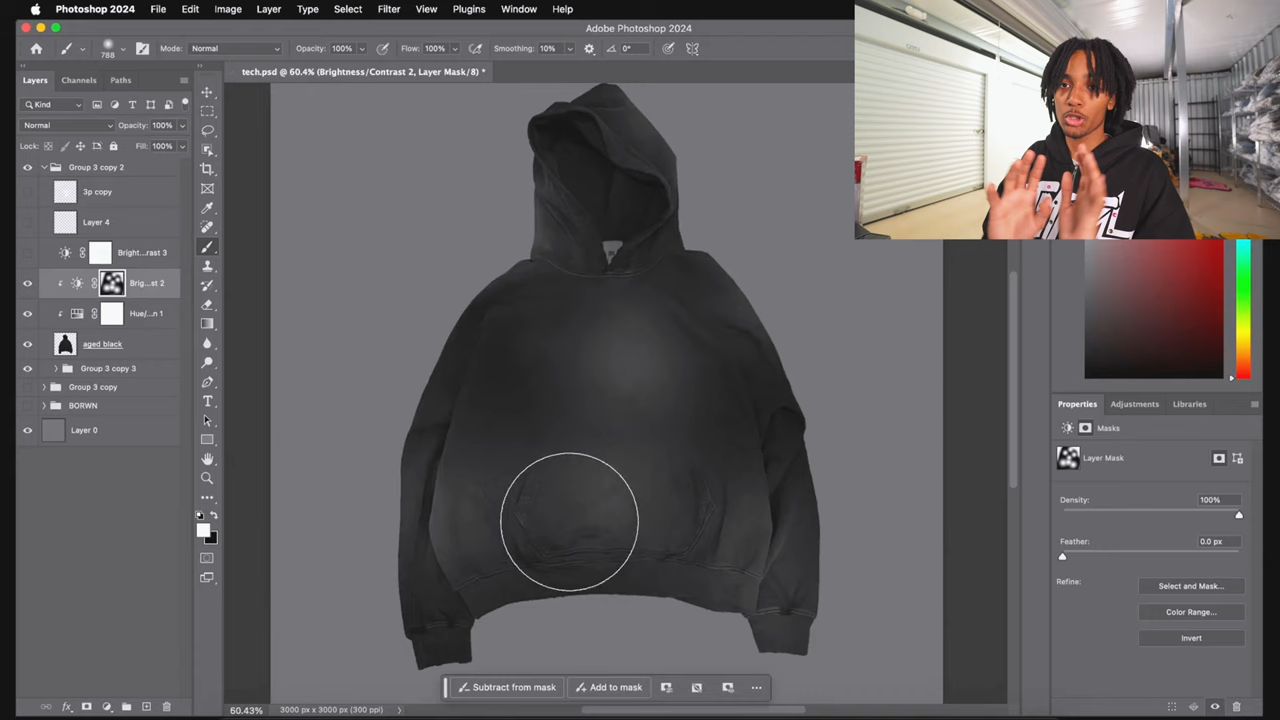 Photoshop 2024 File Edit Image Layer Type Select Filter View Plugins Window Help
Adobe Photoshop 2024
788 Mode: Normal Opacity: 100% Flow: 100% Smoothing: 10% 0°
Layers Channels Paths
tech.psd @ 60.4% (Brightness/Contrast 2, Layer Mask/8) *
Kind
Normal Opacity: 100%
Lock: Fill: 100%
Group 3 copy 2
3p copy
Layer 4
Bright...rast 3
Brig...st 2
Hue/...n 1
aged black
Group 3 copy 3
Group 3 copy
BORWN
Layer 0
Properties Adjustments Libraries
Masks
Layer Mask
Density: 100%
Feather: 0.0 px
Refine: Select and Mask...
Color Range...
Invert
Subtract from mask Add to mask
60.43% 3000 px x 3000 px (300 ppi)